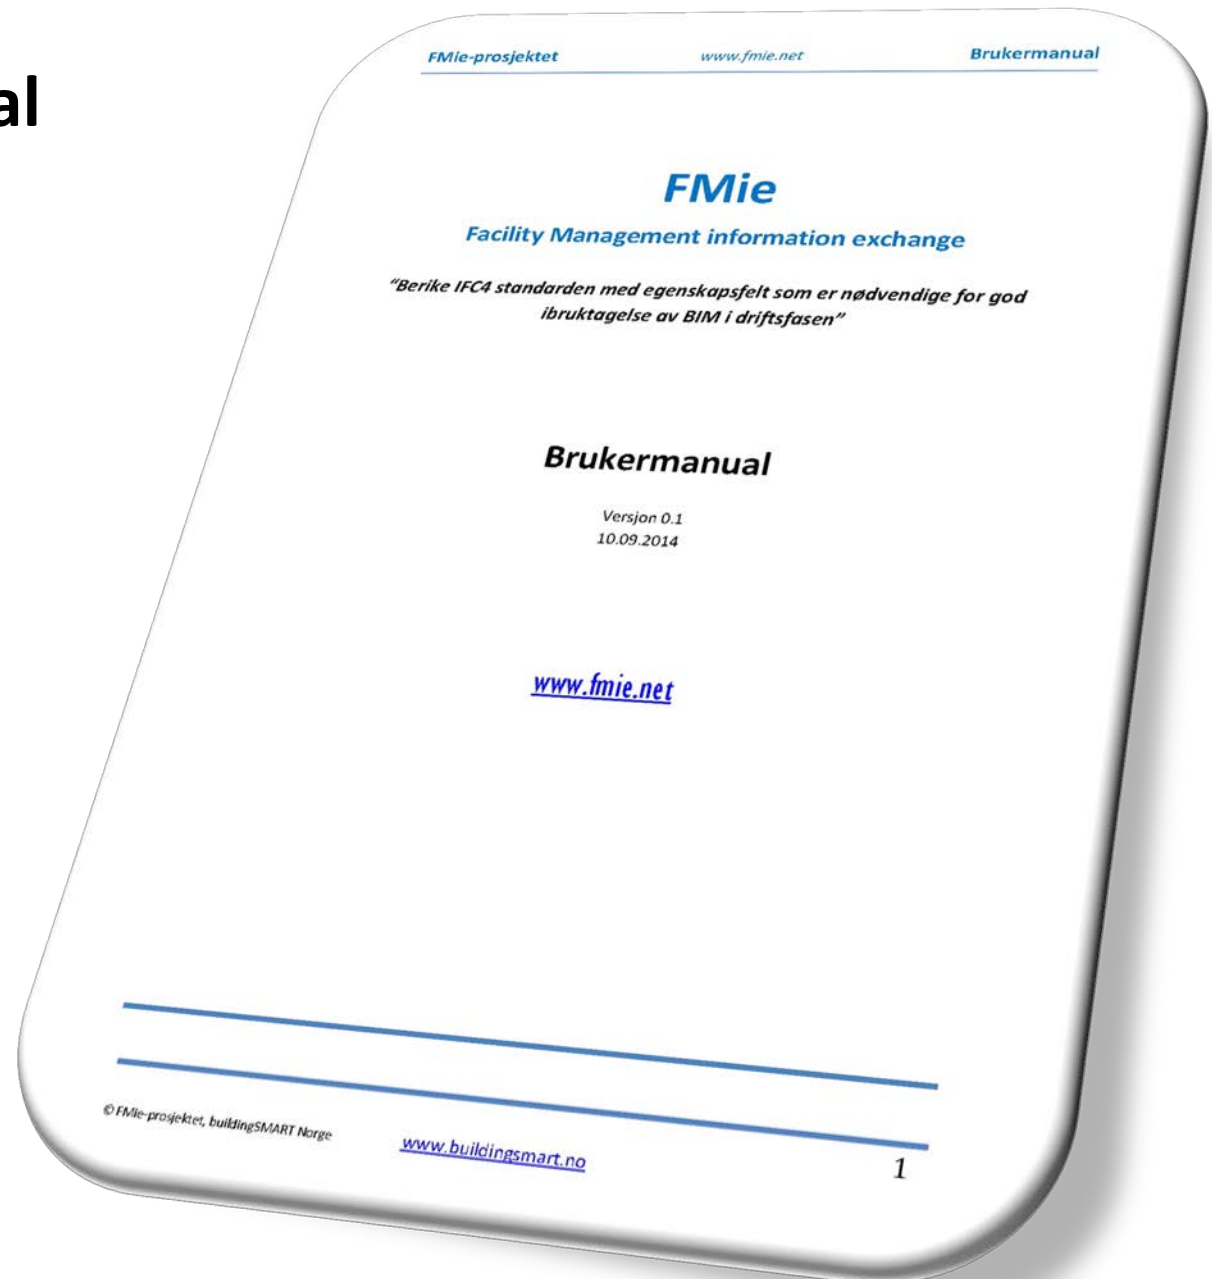 al
FMie-prosjektet www.fmie.net Brukermanual
FMie
Facility Management information exchange
"Berike IFC4 standarden med egenskapsfelt som er nødvendige for god
ibruktagelse av BIM i driftsfasen"
Brukermanual
Versjon 0.1
10.09.2014
www.fmie.net
© FMie-prosjektet, buildingSMART Norge www.buildingsmart.no 1